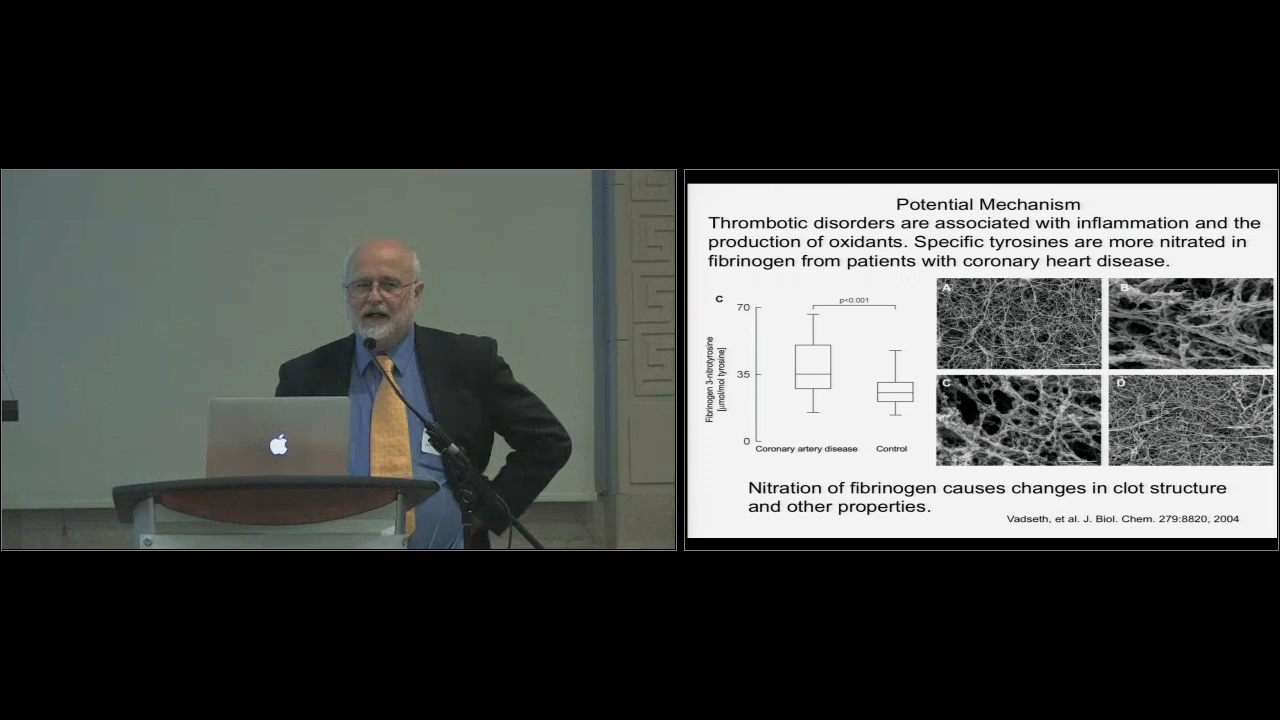 Potential Mechanism
Thrombotic disorders are associated with inflammation and the
production of oxidants. Specific tyrosines are more nitrated in
fibrinogen from patients with coronary heart disease.
C
p<0.001
70
35
0
Fibrinogen 3-nitrotyrosine
[µmol/mol tyrosine]
Coronary artery disease
Control
A
B
C
D
Nitration of fibrinogen causes changes in clot structure
and other properties.
Vadseth, et al. J. Biol. Chem. 279:8820, 2004